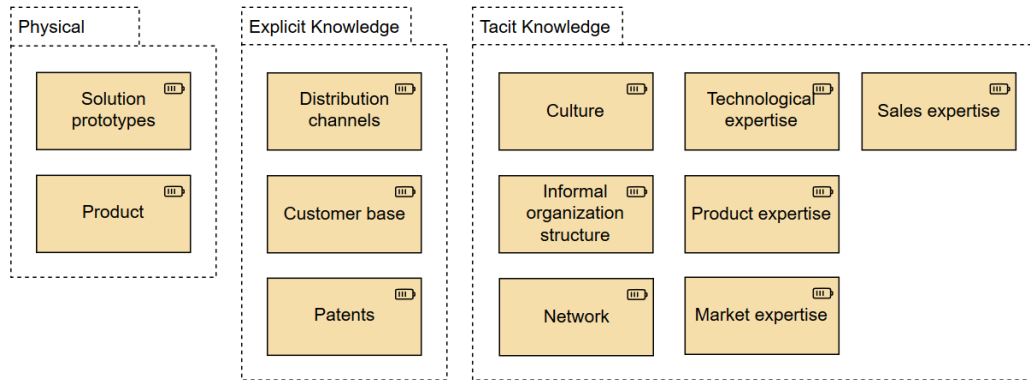 Physical
Solution
prototypes
Product
Explicit Knowledge
Distribution
channels
Customer base
Patents
Tacit Knowledge
Culture
Technological
expertise
Sales expertise
Informal
organization
structure
Product expertise
Network
Market expertise